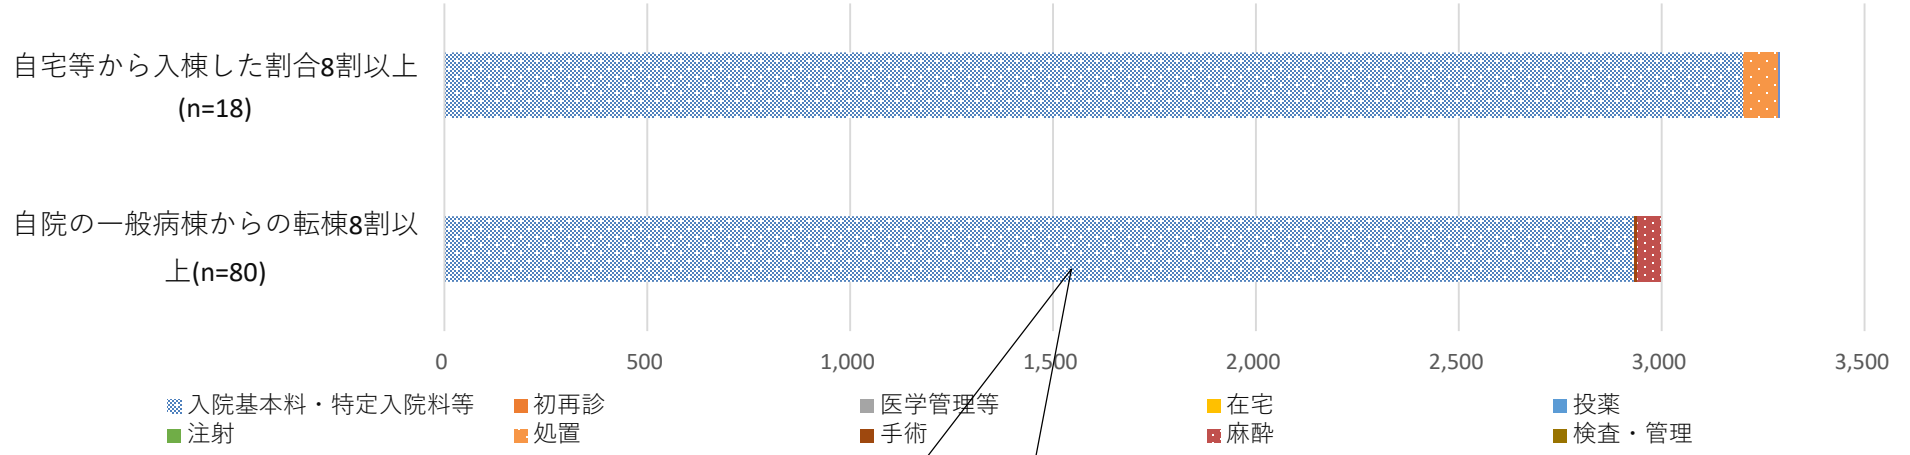 自宅等から入棟した割合8割以上
(n=18)
自院の一般病棟からの転棟8割以
上(n=80)
0 500 1,000 1,500 2,000 2,500 3,000 3,500
入院基本料・特定入院料等 初再診 医学管理等 在宅 投薬
注射 処置 手術 麻酔 検査・管理